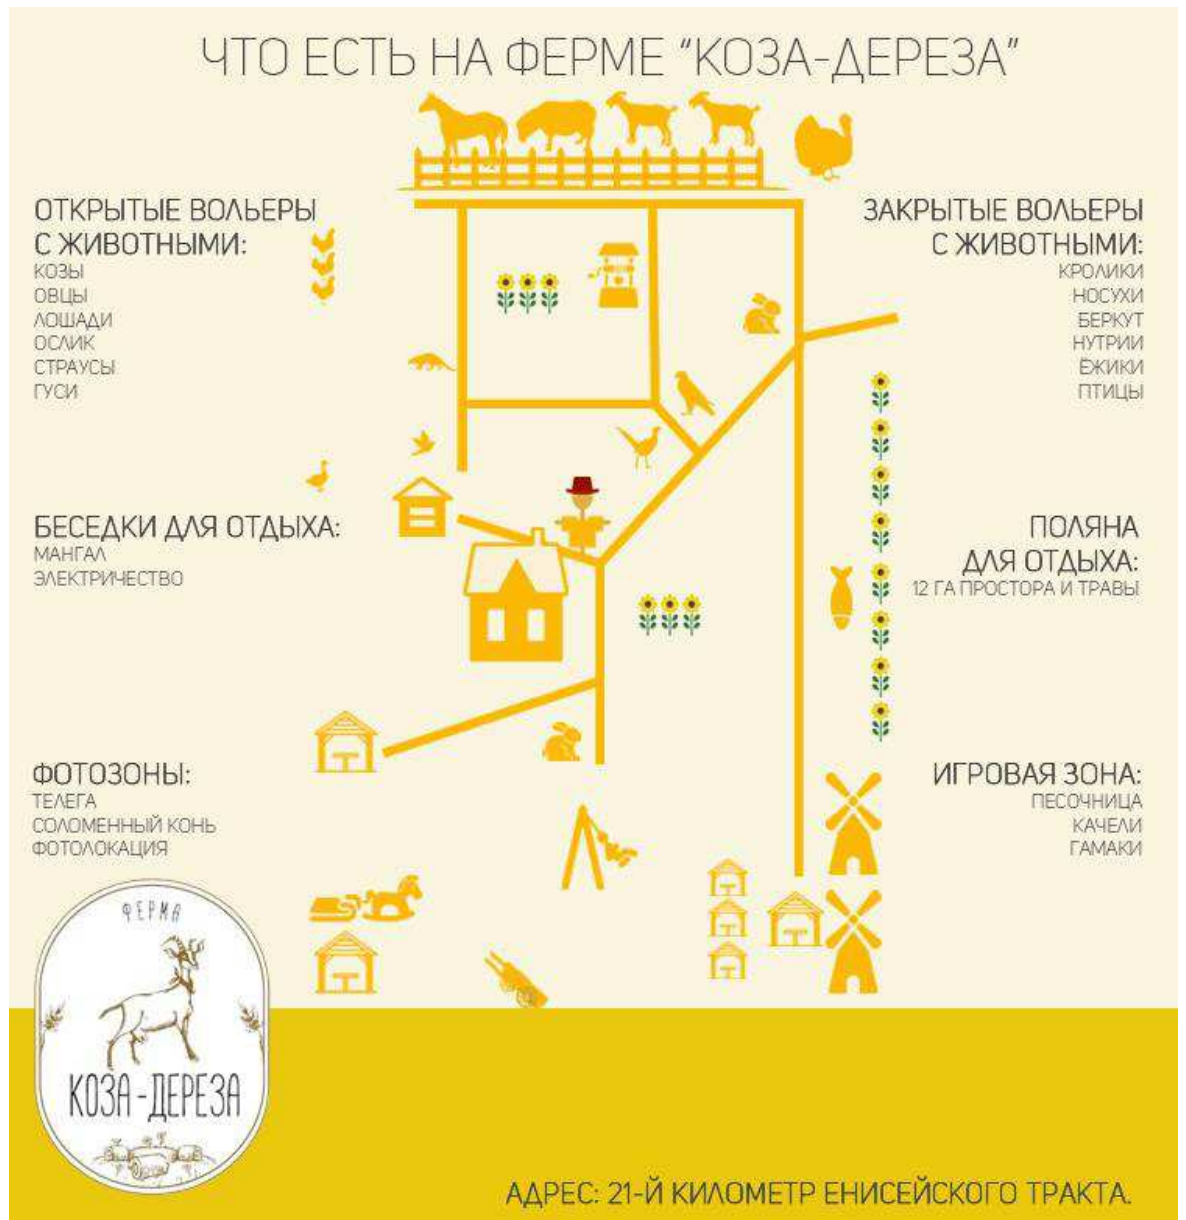 ЧТО ЕСТЬ НА ФЕРМЕ "КОЗА-ДЕРЕЗА"
ОТКРЫТЫЕ ВОЛЬЕРЫ
С ЖИВОТНЫМИ:
КОЗЫ
ОВЦЫ
ЛОШАДИ
ОСЛИК
СТРАУСЫ
ГУСИ
ЗАКРЫТЫЕ ВОЛЬЕРЫ
С ЖИВОТНЫМИ:
КРОЛИКИ
НОСУХИ
БЕРКУТ
НУТРИИ
ЁЖИКИ
ПТИЦЫ
БЕСЕДКИ ДЛЯ ОТДЫХА:
МАНГАЛ
ЭЛЕКТРИЧЕСТВО
ПОЛЯНА
ДЛЯ ОТДЫХА:
12 ГА ПРОСТОРА И ТРАВЫ
ФОТОЗОНЫ:
ТЕЛЕГА
СОЛОМЕННЫЙ КОНЬ
ФОТОЛОКАЦИЯ
ИГРОВАЯ ЗОНА:
ПЕСОЧНИЦА
КАЧЕЛИ
ГАМАКИ
ФЕРМА
КОЗА-ДЕРЕЗА
АДРЕС: 21-Й КИЛОМЕТР ЕНИСЕЙСКОГО ТРАКТА.